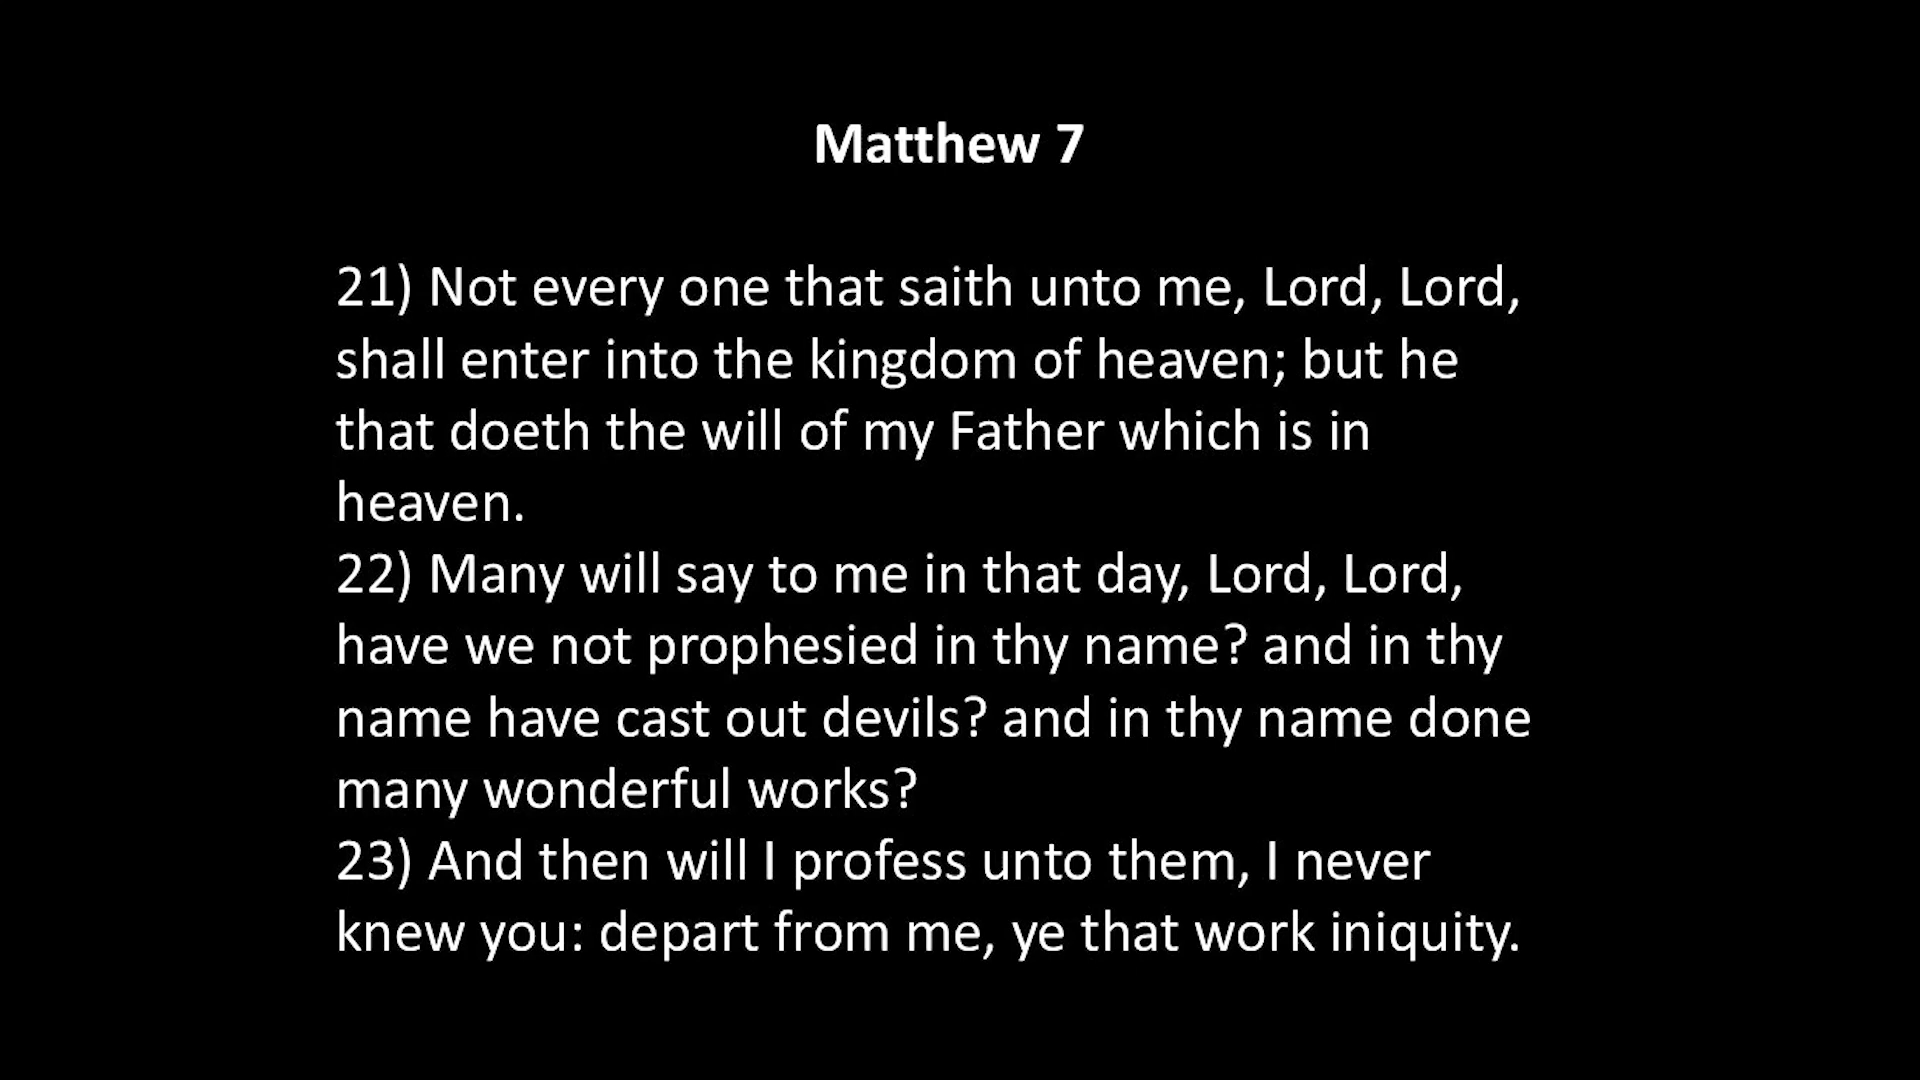 Matthew 7
21) Not every one that saith unto me, Lord, Lord,
shall enter into the kingdom of heaven; but he
that doeth the will of my Father which is in
heaven.
22) Many will say to me in that day, Lord, Lord,
have we not prophesied in thy name? and in thy
name have cast out devils? and in thy name done
many wonderful works?
23) And then will I profess unto them, I never
knew you: depart from me, ye that work iniquity.